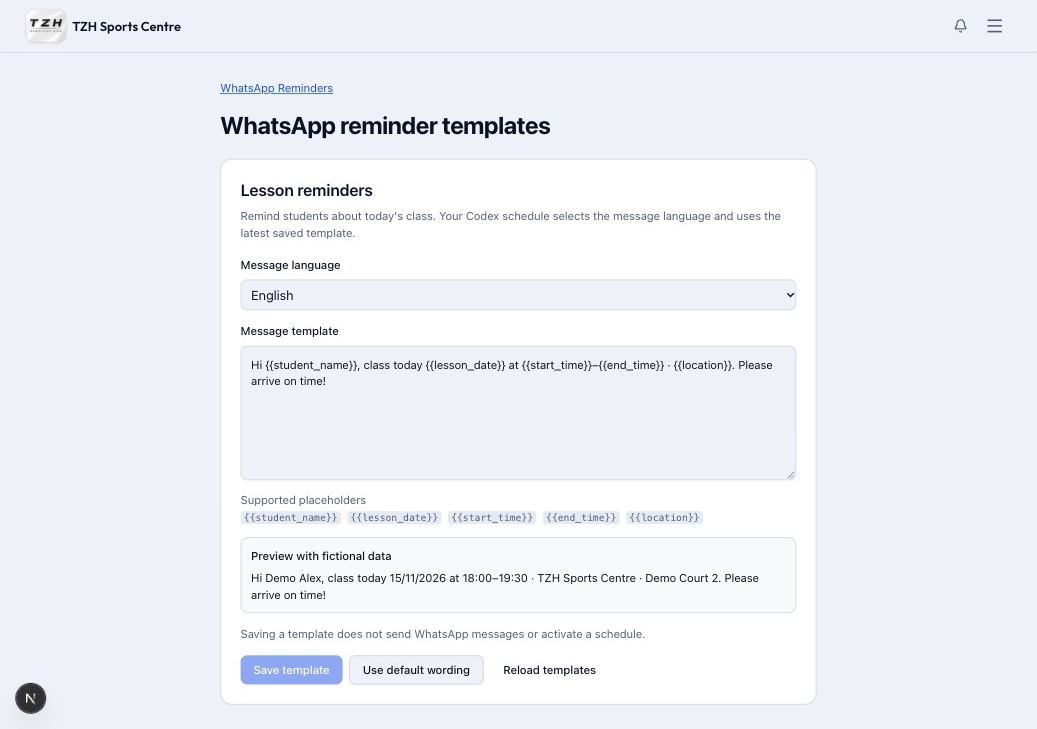 TZH
TZH Sports Centre
WhatsApp Reminders
WhatsApp reminder templates
Lesson reminders
Remind students about today's class. Your Codex schedule selects the message language and uses the
latest saved template.
Message language
English
Message template
Hi {{student_name}}, class today {{lesson_date}} at {{start_time}}–{{end_time}} · {{location}}. Please
arrive on time!
Supported placeholders
{{student_name}} {{lesson_date}} {{start_time}} {{end_time}} {{location}}
Preview with fictional data
Hi Demo Alex, class today 15/11/2026 at 18:00–19:30 · TZH Sports Centre · Demo Court 2. Please
arrive on time!
Saving a template does not send WhatsApp messages or activate a schedule.
Save template Use default wording Reload templates
N